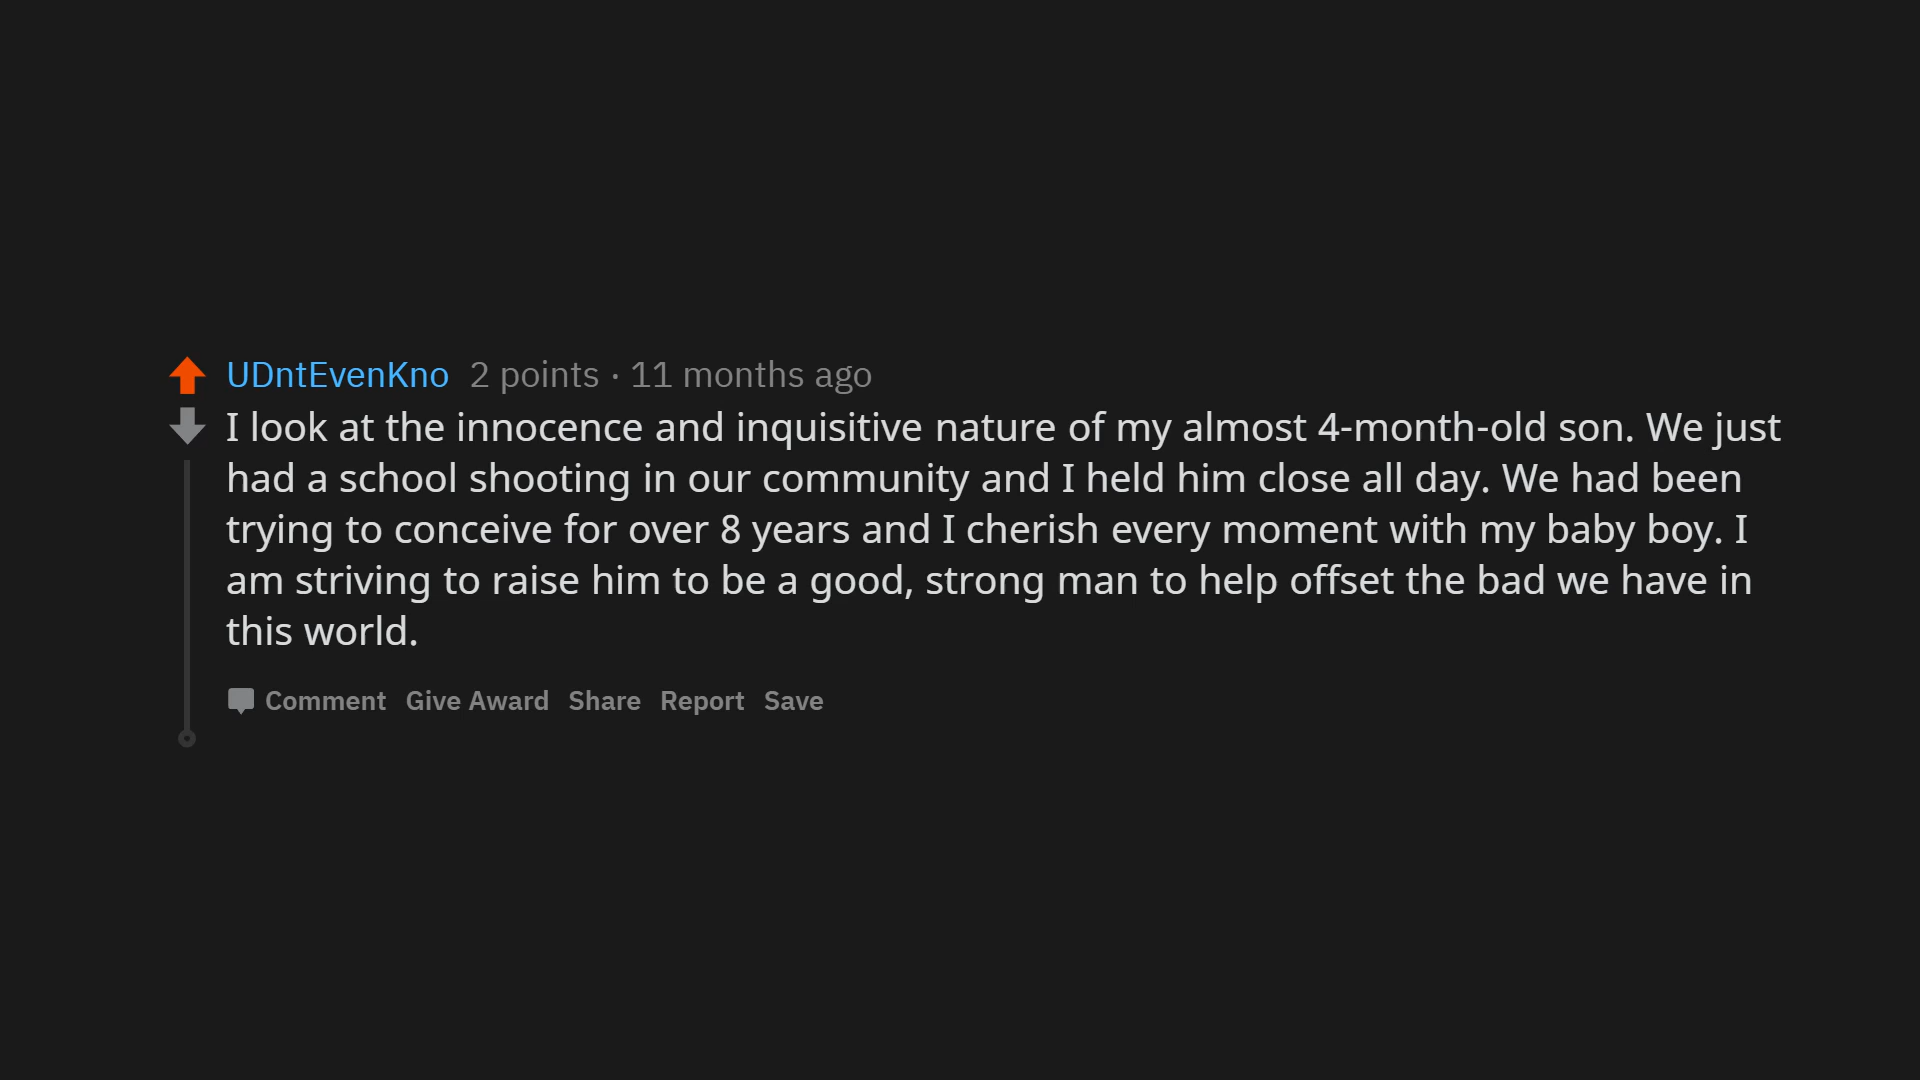 UDntEvenKno 2 points · 11 months ago
I look at the innocence and inquisitive nature of my almost 4-month-old son. We just
had a school shooting in our community and I held him close all day. We had been
trying to conceive for over 8 years and I cherish every moment with my baby boy. I
am striving to raise him to be a good, strong man to help offset the bad we have in
this world.
Comment Give Award Share Report Save